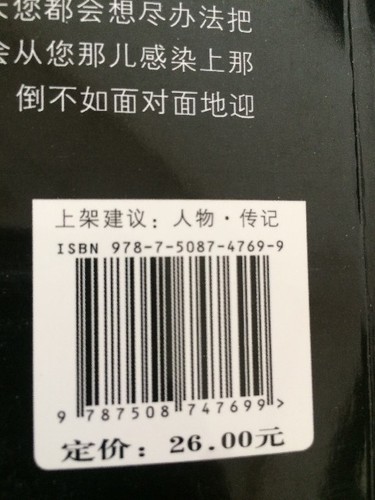 天您都会想尽办法把
会从您那儿感染上那
倒不如面对面地迎
上架建议：人物·传记
ISBN 978-7-5087-4769-9
9 787508 747699 >
定价：26.00元